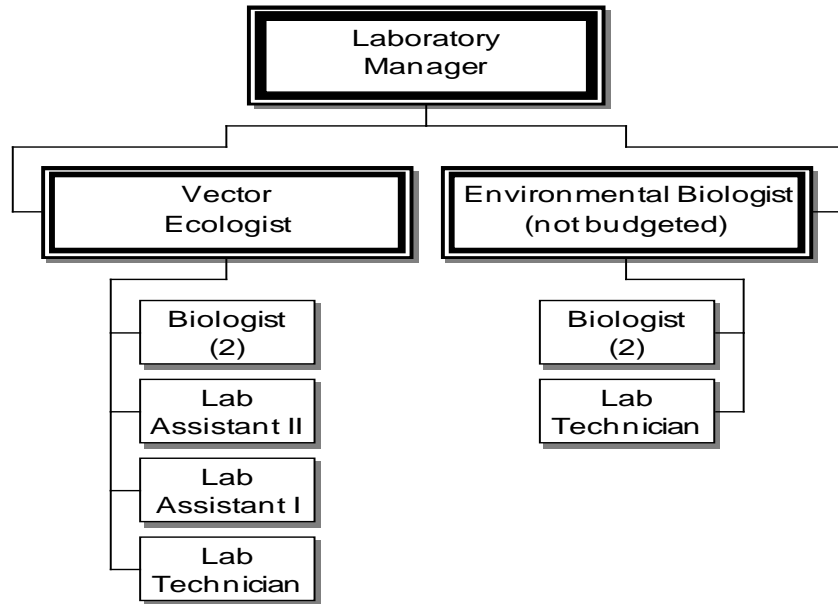 Laboratory
Manager
Vector
Ecologist
Environmental Biologist
(not budgeted)
Biologist
(2)
Lab
Assistant II
Lab
Assistant I
Lab
Technician
Biologist
(2)
Lab
Technician